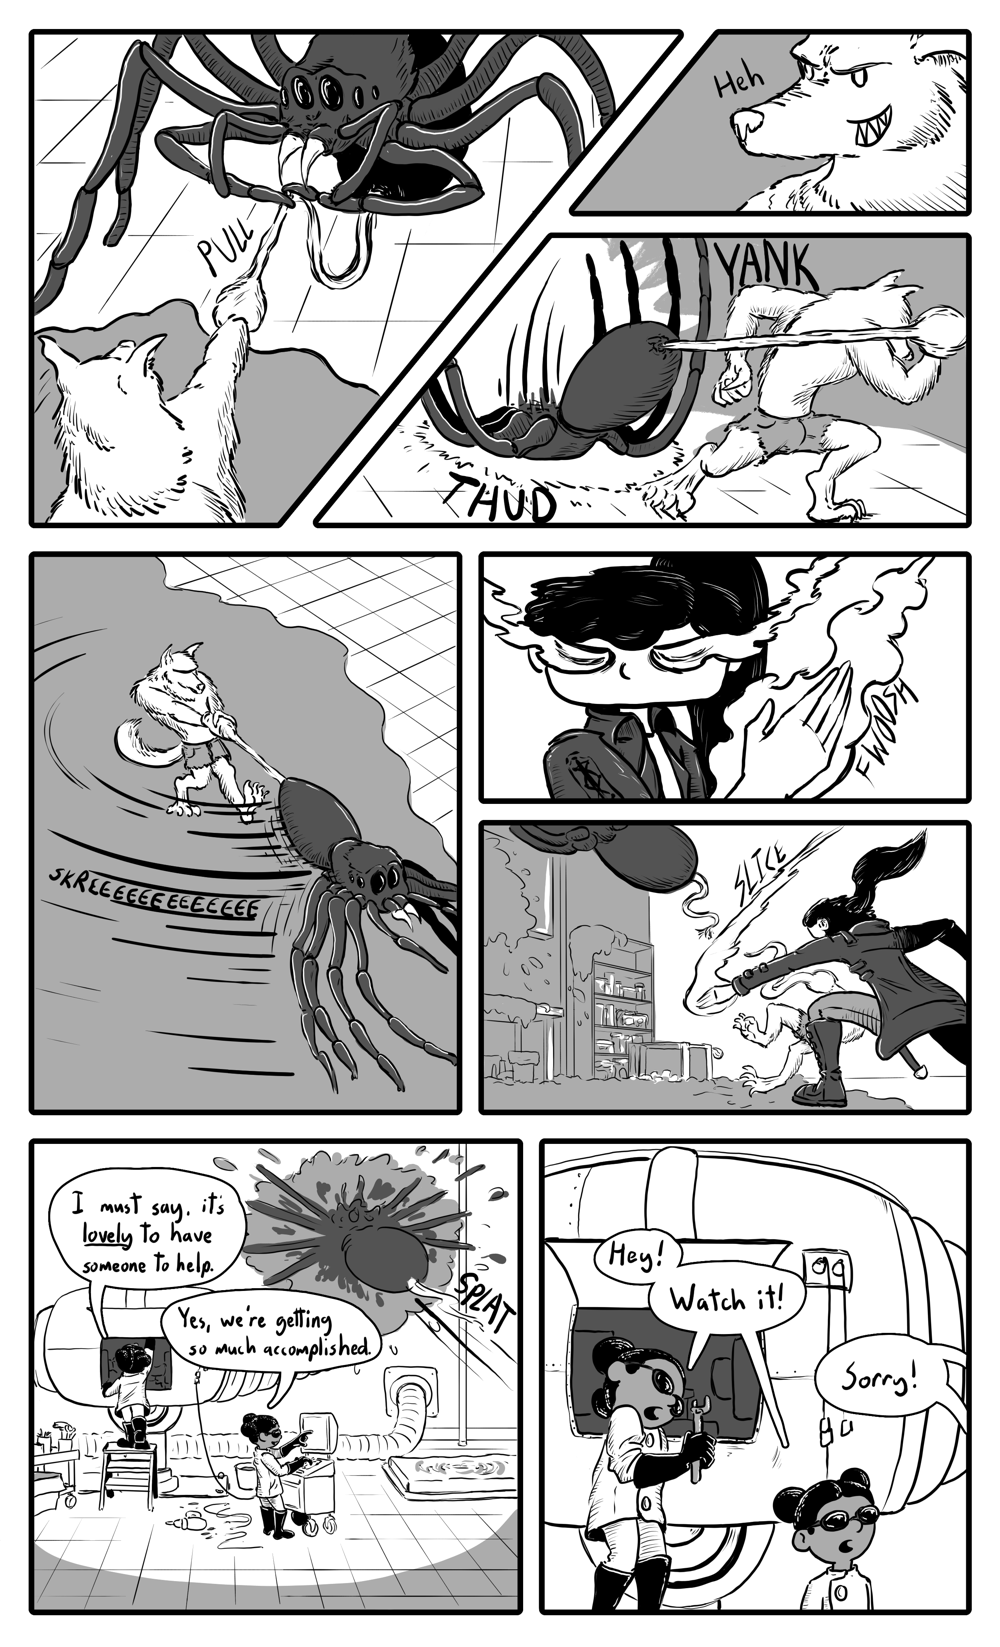 PULL
Heh
YANK
THUD
SKREEEEEEEEEEEEE
FWOOSH
SLICE
I must say, it's
lovely to have
someone to help.
SPLAT
Yes, we're getting
so much accomplished.
Hey!
Watch it!
Sorry!